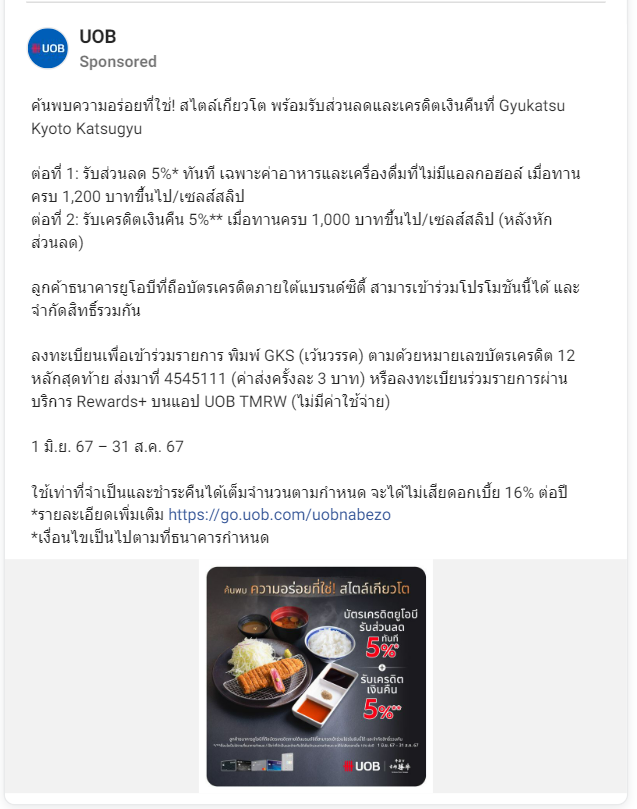 UOB
UOB
Sponsored
ค้นพบความอร่อยที่ใช่! สไตล์เกียวโต พร้อมรับส่วนลดและเครดิตเงินคืนที่ Gyukatsu
Kyoto Katsugyu
ต่อที่ 1: รับส่วนลด 5%* ทันที เฉพาะค่าอาหารและเครื่องดื่มที่ไม่มีแอลกอฮอล์ เมื่อทาน
ครบ 1,200 บาทขึ้นไป/เซลส์สลิป
ต่อที่ 2: รับเครดิตเงินคืน 5%** เมื่อทานครบ 1,000 บาทขึ้นไป/เซลส์สลิป (หลังหัก
ส่วนลด)
ลูกค้าธนาคารยูโอบีที่ถือบัตรเครดิตภายใต้แบรนด์ซิตี้ สามารเข้าร่วมโปรโมชันนี้ได้ และ
จำกัดสิทธิ์รวมกัน
ลงทะเบียนเพื่อเข้าร่วมรายการ พิมพ์ GKS (เว้นวรรค) ตามด้วยหมายเลขบัตรเครดิต 12
หลักสุดท้าย ส่งมาที่ 4545111 (ค่าส่งครั้งละ 3 บาท) หรือลงทะเบียนร่วมรายการผ่าน
บริการ Rewards+ บนแอป UOB TMRW (ไม่มีค่าใช้จ่าย)
1 มิ.ย. 67 – 31 ส.ค. 67
ใช้เท่าที่จำเป็นและชำระคืนได้เต็มจำนวนตามกำหนด จะได้ไม่เสียดอกเบี้ย 16% ต่อปี
*รายละเอียดเพิ่มเติม https://go.uob.com/uobnabezo
*เงื่อนไขเป็นไปตามที่ธนาคารกำหนด
ค้นพบ ความอร่อยที่ใช่! สไตล์เกียวโต
บัตรเครดิตยูโอบี
รับส่วนลด
ทันที
5%*
+
รับเครดิต
เงินคืน
5%**
UOB